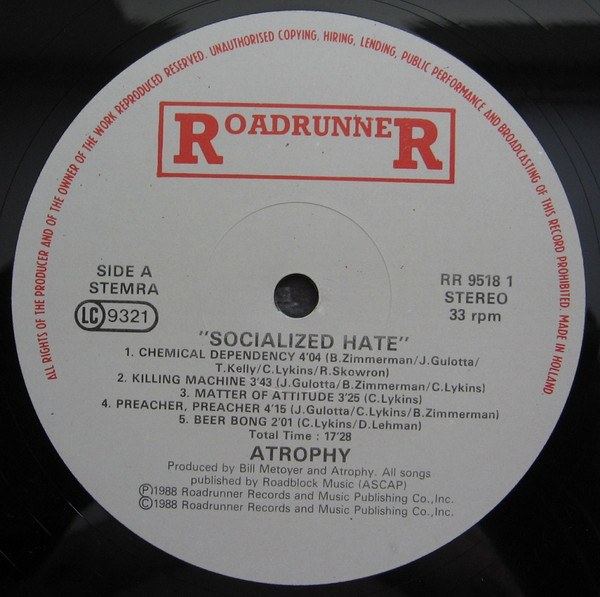 ALL RIGHTS OF THE PRODUCER AND OF THE OWNER OF THE WORK REPRODUCED RESERVED. UNAUTHORISED COPYING, HIRING, LENDING, PUBLIC PERFORMANCE AND BROADCASTING OF THIS RECORD PROHIBITED. MADE IN HOLLAND.
ROADRUNNER
SIDE A
STEMRA
LC 9321
RR 9518 1
STEREO
33 rpm
"SOCIALIZED HATE"
1. CHEMICAL DEPENDENCY 4'04 (B.Zimmerman/J.Gulotta/
T.Kelly/C.Lykins/R.Skowron)
2. KILLING MACHINE 3'43 (J.Gulotta/B.Zimmerman/C.Lykins)
3. MATTER OF ATTITUDE 3'25 (C.Lykins)
4. PREACHER, PREACHER 4'15 (J.Gulotta/C.Lykins/B.Zimmerman)
5. BEER BONG 2'01 (C.Lykins/D.Lehman)
Total Time : 17'28
ATROPHY
Produced by Bill Metoyer and Atrophy. All songs
published by Roadblock Music (ASCAP)
Ⓟ1988 Roadrunner Records and Music Publishing Co.,Inc.
©1988 Roadrunner Records and Music Publishing Co.,Inc.